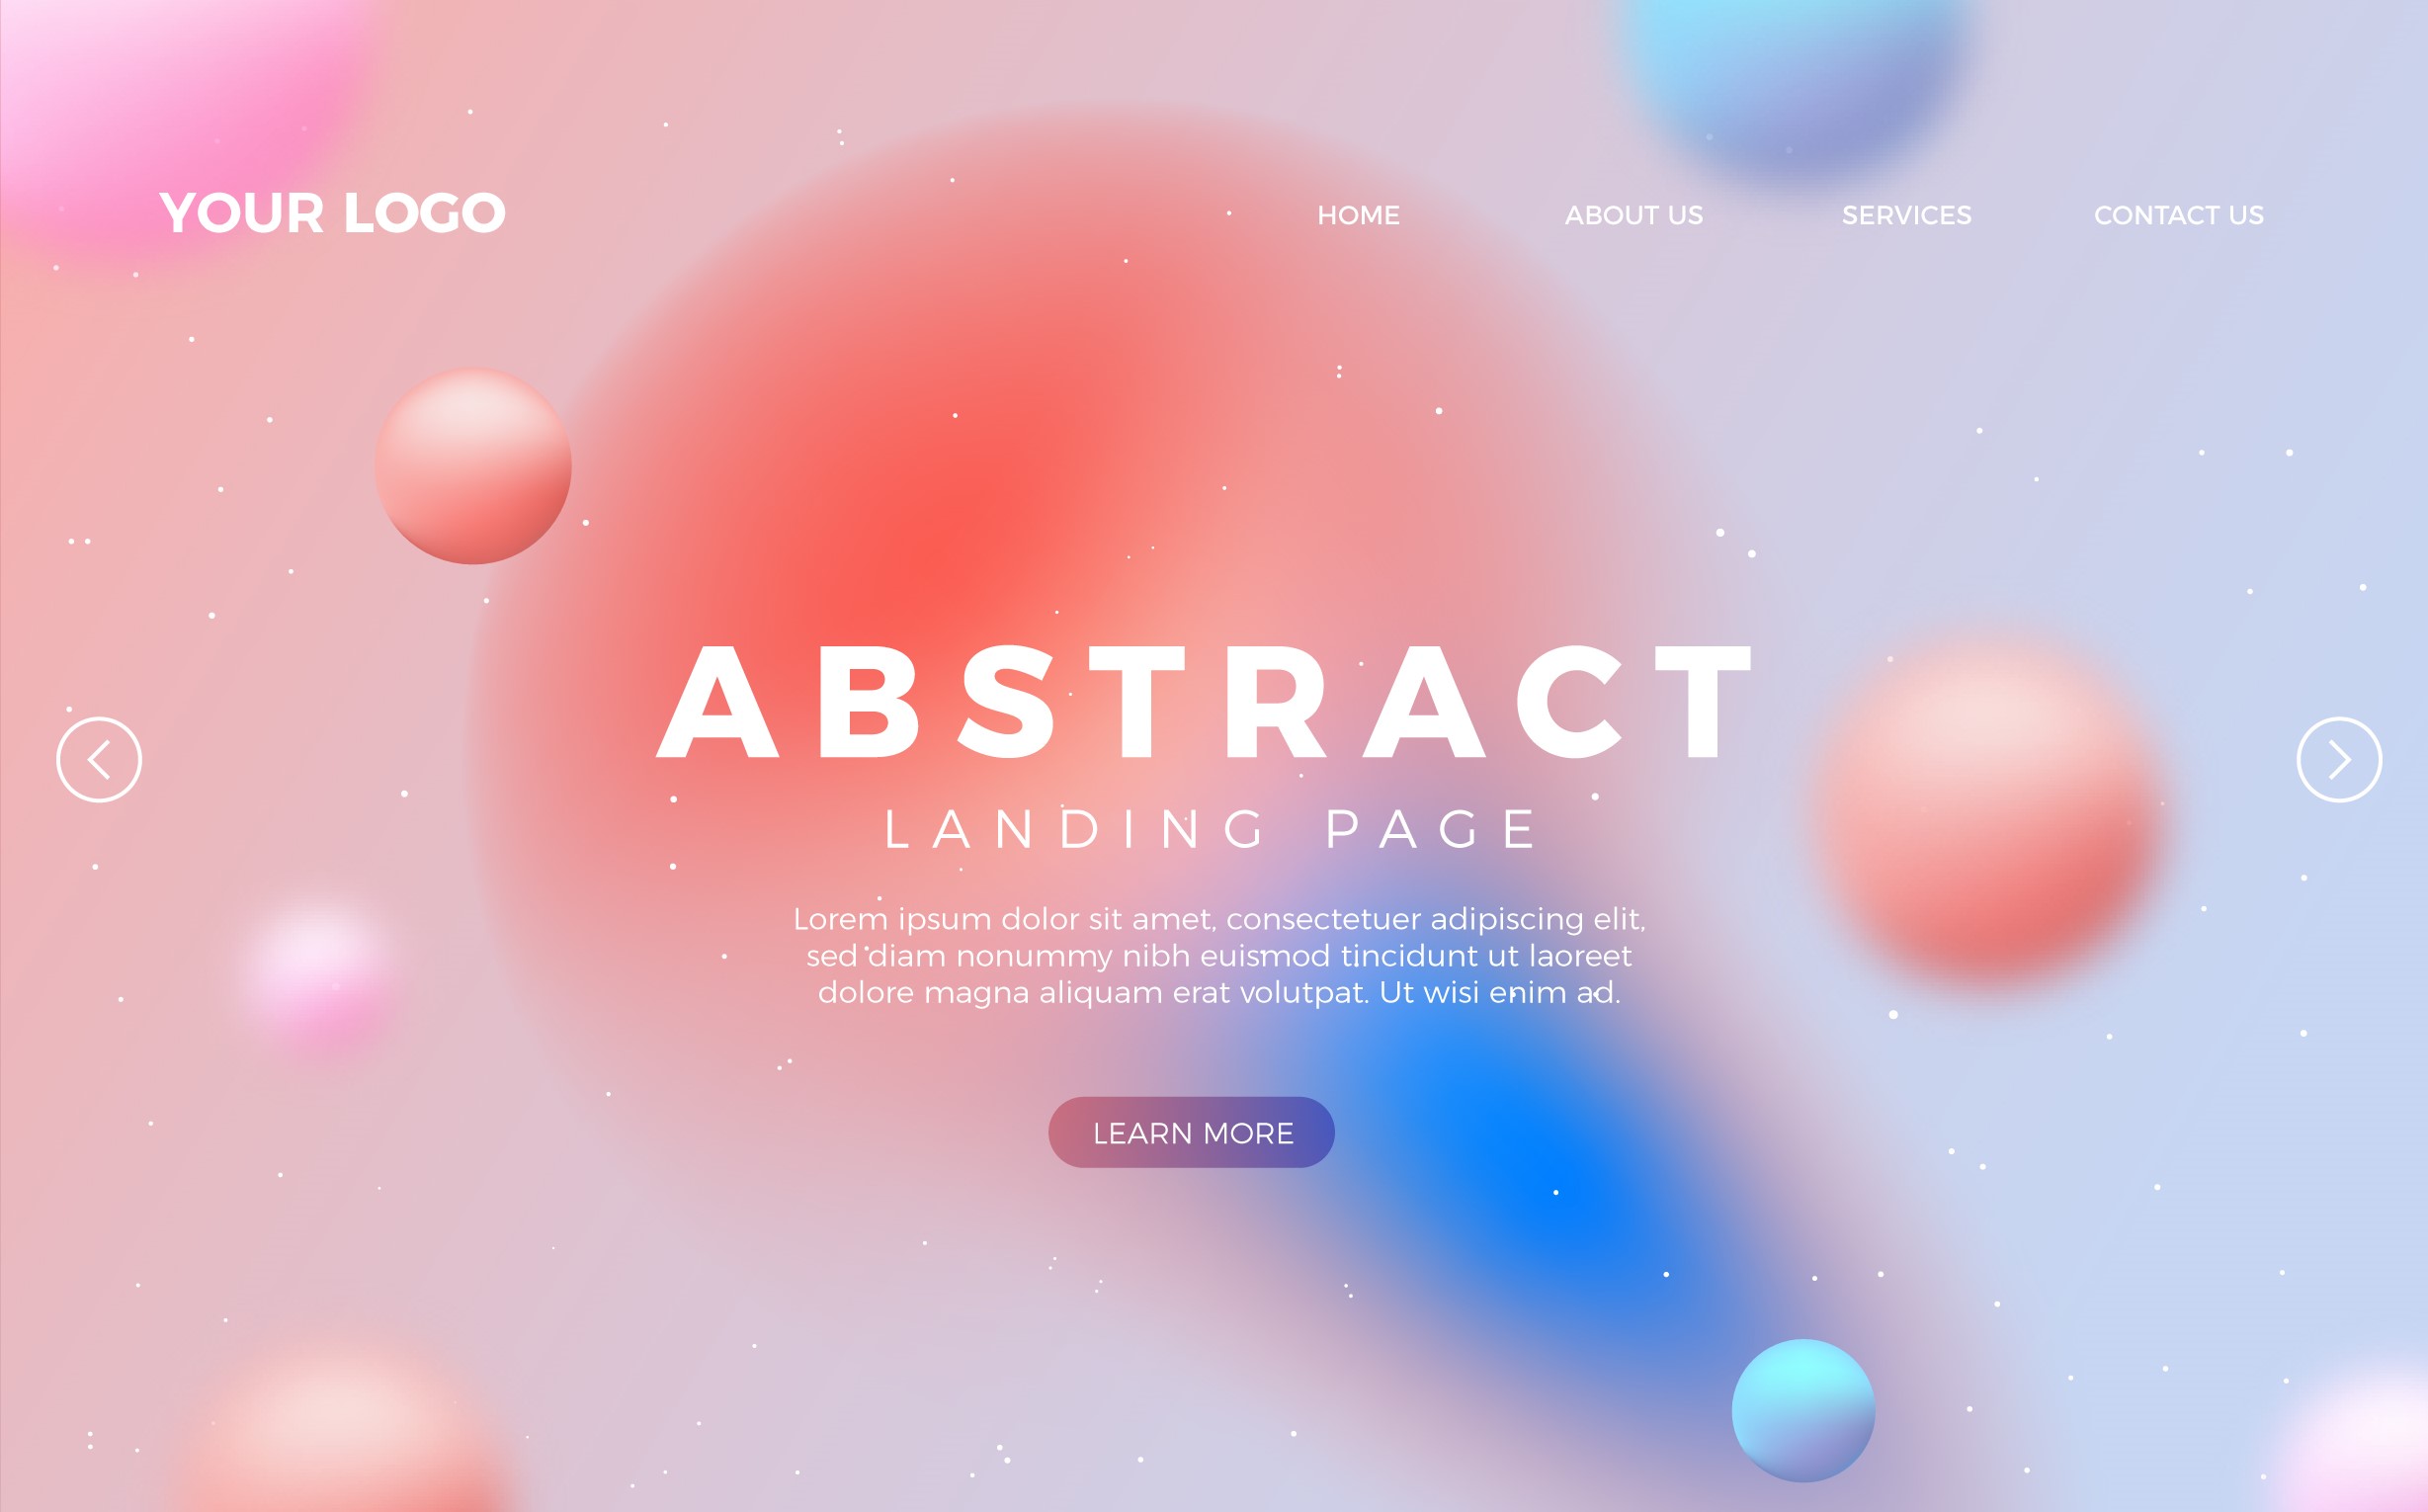 YOUR LOGO
HOME ABOUT US SERVICES CONTACT US
ABSTRACT
LANDING PAGE
Lorem ipsum dolor sit amet, consectetuer adipiscing elit,
sed diam nonummy nibh euismod tincidunt ut laoreet
dolore magna aliquam erat volutpat. Ut wisi enim ad.
LEARN MORE